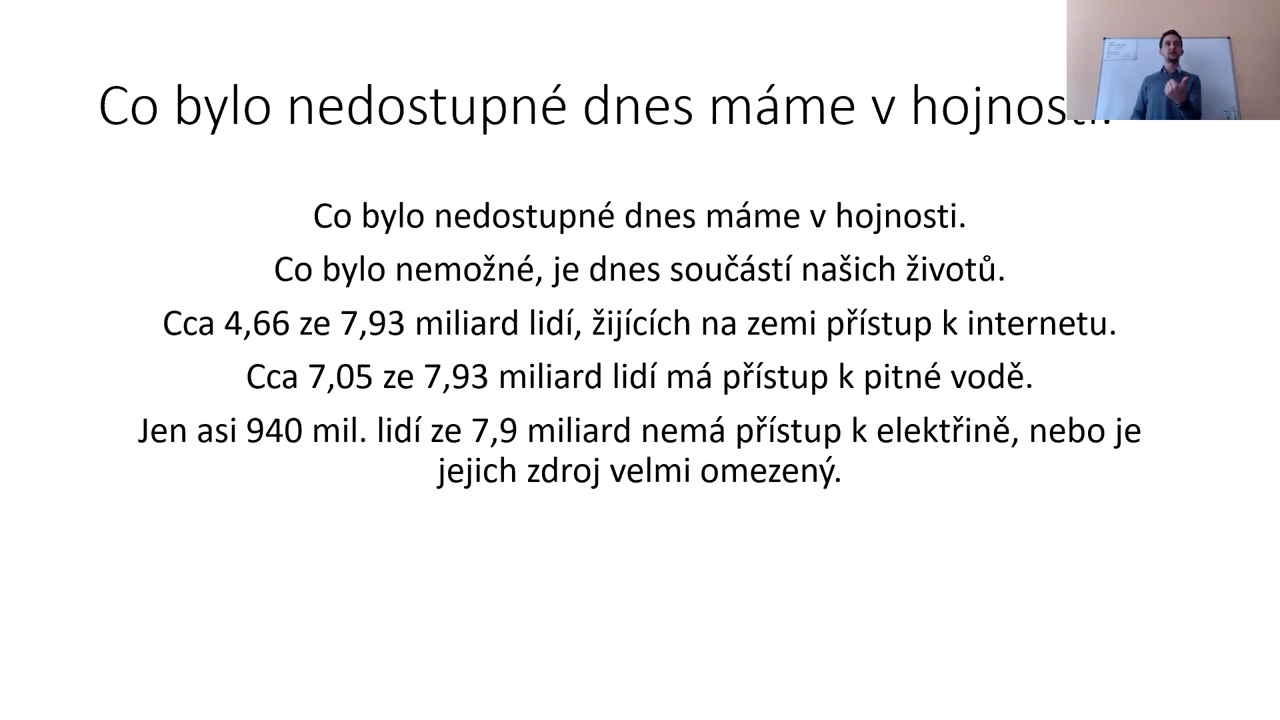 Co bylo nedostupné dnes máme v hojnosti.
Co bylo nedostupné dnes máme v hojnosti.
Co bylo nemožné, je dnes součástí našich životů.
Cca 4,66 ze 7,93 miliard lidí, žijících na zemi přístup k internetu.
Cca 7,05 ze 7,93 miliard lidí má přístup k pitné vodě.
Jen asi 940 mil. lidí ze 7,9 miliard nemá přístup k elektřině, nebo je
jejich zdroj velmi omezený.